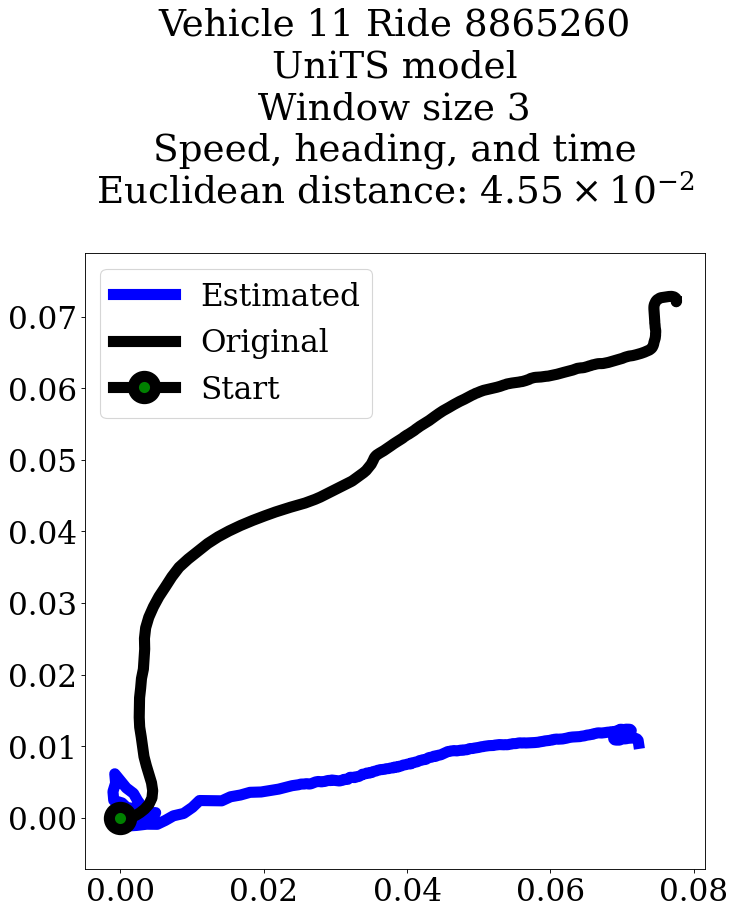 Vehicle 11 Ride 8865260
UniTS model
Window size 3
Speed, heading, and time
Euclidean distance: 4.55 × 10⁻²
Estimated
Original
Start
0.07
0.06
0.05
0.04
0.03
0.02
0.01
0.00
0.00 0.02 0.04 0.06 0.08